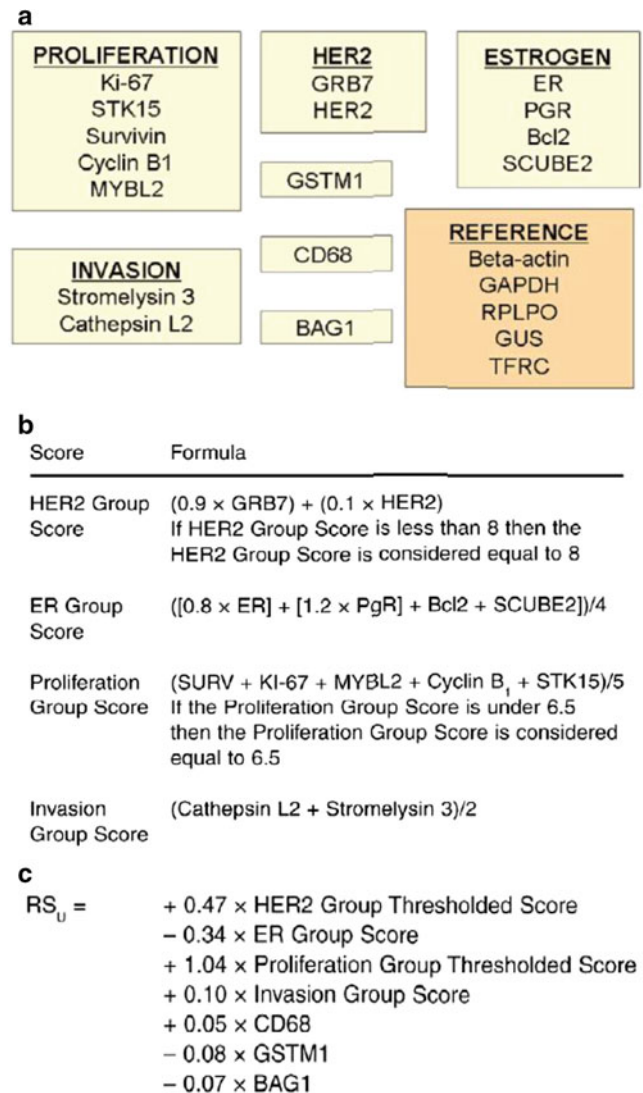 a
PROLIFERATION
Ki-67
STK15
Survivin
Cyclin B1
MYBL2
HER2
GRB7
HER2
ESTROGEN
ER
PGR
Bcl2
SCUBE2
GSTM1
INVASION
Stromelysin 3
Cathepsin L2
CD68
BAG1
REFERENCE
Beta-actin
GAPDH
RPLPO
GUS
TFRC
b
Score Formula
HER2 Group (0.9 × GRB7) + (0.1 × HER2)
Score If HER2 Group Score is less than 8 then the
HER2 Group Score is considered equal to 8
ER Group ([0.8 × ER] + [1.2 × PgR] + Bcl2 + SCUBE2])/4
Score
Proliferation (SURV + KI-67 + MYBL2 + Cyclin B₁ + STK15)/5
Group Score If the Proliferation Group Score is under 6.5
then the Proliferation Group Score is considered
equal to 6.5
Invasion (Cathepsin L2 + Stromelysin 3)/2
Group Score
c
RSᵤ = + 0.47 × HER2 Group Thresholded Score
− 0.34 × ER Group Score
+ 1.04 × Proliferation Group Thresholded Score
+ 0.10 × Invasion Group Score
+ 0.05 × CD68
− 0.08 × GSTM1
− 0.07 × BAG1